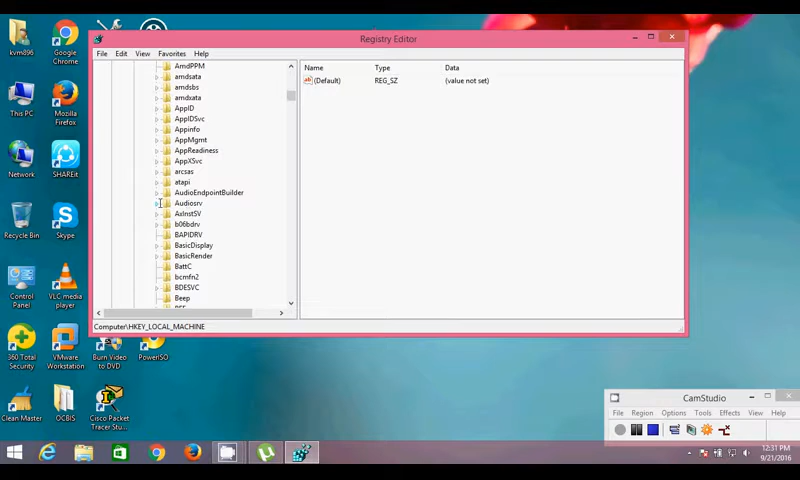 kvm896
Google
Chrome
This PC
Mozilla
Firefox
Network
SHAREit
Recycle Bin
Skype
Control
Panel
VLC media
player
360 Total
Security
VMware
Workstation
Burn Video
to DVD
PowerISO
Clean Master
OCBIS
Cisco Packet
Tracer Stu...
Registry Editor
File Edit View Favorites Help
AmdPPM
amdsata
amdsbs
amdxata
AppID
AppIDSvc
Appinfo
AppMgmt
AppReadiness
AppXSvc
arcsas
atapi
AudioEndpointBuilder
Audiosrv
AxInstSV
b06bdrv
BAPIDRV
BasicDisplay
BasicRender
BattC
bcmfn2
BDESVC
Beep
BFE
Name Type Data
ab (Default) REG_SZ (value not set)
Computer\HKEY_LOCAL_MACHINE
CamStudio
File Region Options Tools Effects View Help
12:31 PM
9/21/2016